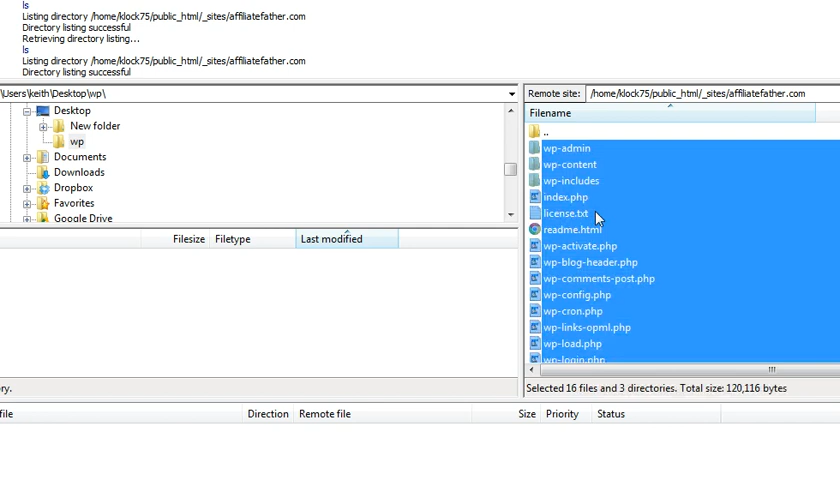 ls
Listing directory /home/klock75/public_html/_sites/affiliatefather.com
Directory listing successful
Retrieving directory listing...
ls
Listing directory /home/klock75/public_html/_sites/affiliatefather.com
Directory listing successful
\Users\keith\Desktop\wp\
Desktop
New folder
wp
Documents
Downloads
Dropbox
Favorites
Google Drive
Filesize Filetype Last modified
ory.
Remote site: /home/klock75/public_html/_sites/affiliatefather.com
Filename
..
wp-admin
wp-content
wp-includes
index.php
license.txt
readme.html
wp-activate.php
wp-blog-header.php
wp-comments-post.php
wp-config.php
wp-cron.php
wp-links-opml.php
wp-load.php
wp-login.php
Selected 16 files and 3 directories. Total size: 120,116 bytes
file Direction Remote file Size Priority Status